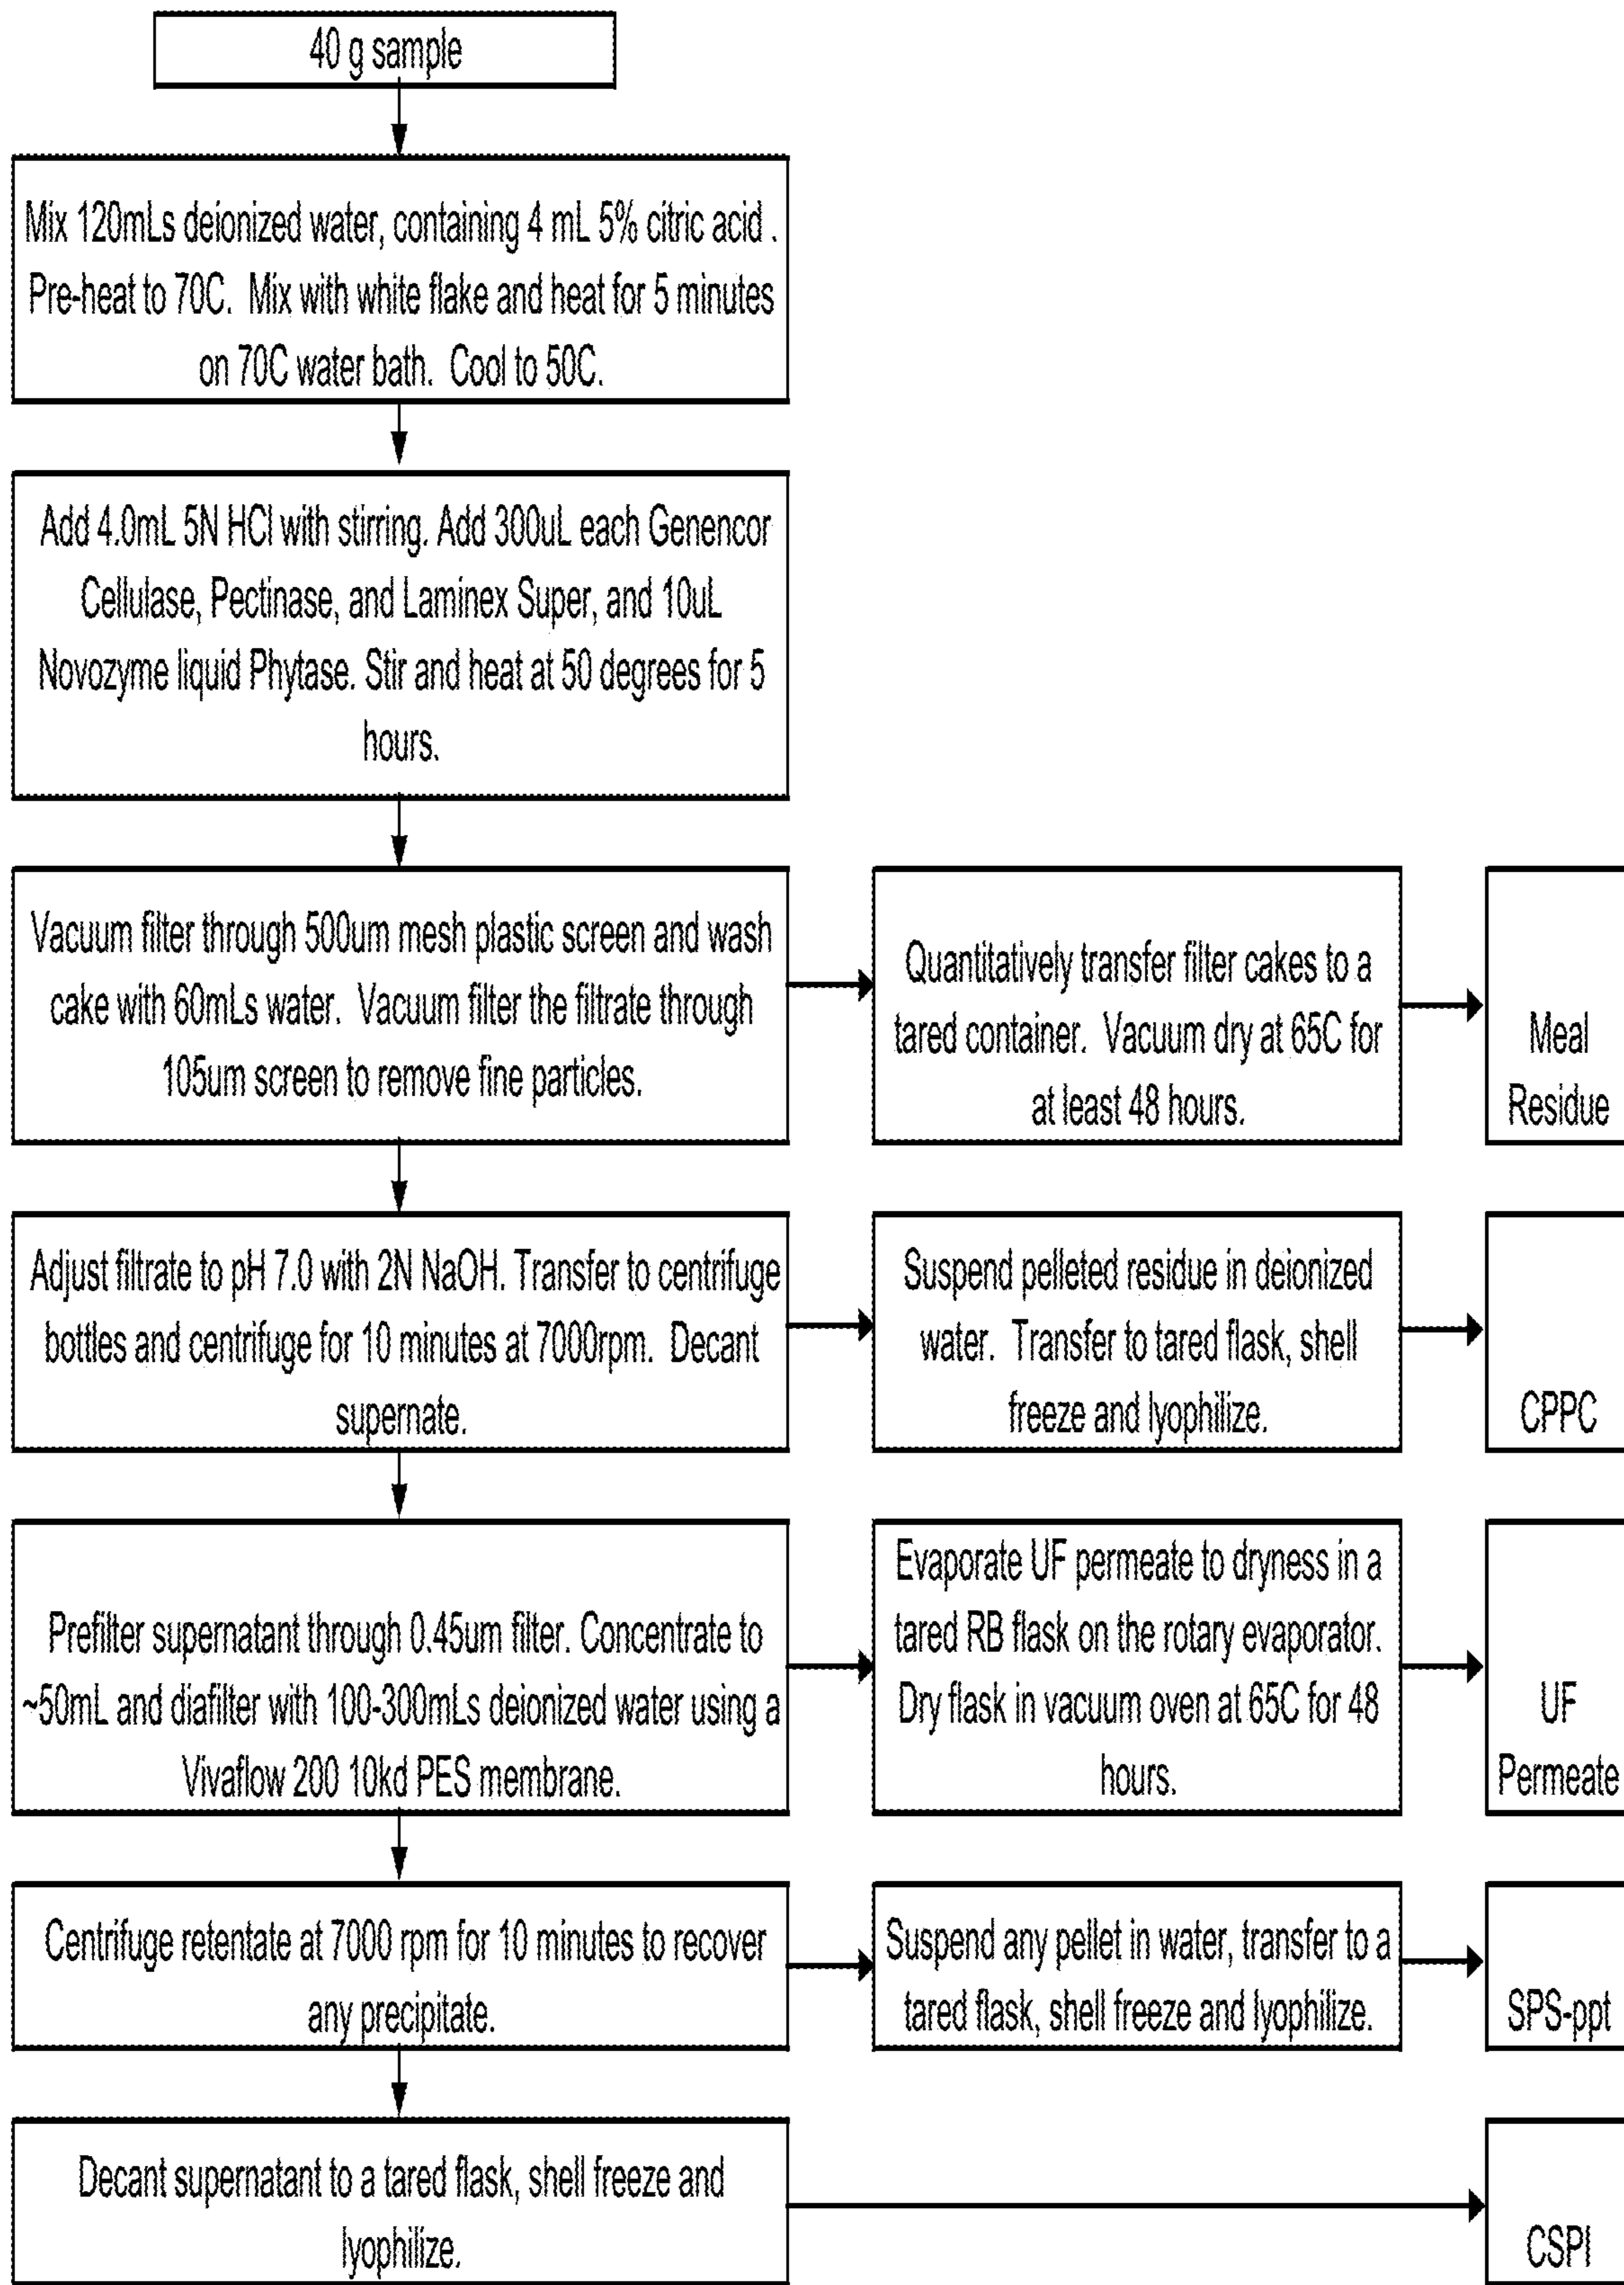 40 g sample
Mix 120mLs deionized water, containing 4 mL 5% citric acid .
Pre-heat to 70C. Mix with white flake and heat for 5 minutes
on 70C water bath. Cool to 50C.
Add 4.0mL 5N HCl with stirring. Add 300uL each Genencor
Cellulase, Pectinase, and Laminex Super, and 10uL
Novozyme liquid Phytase. Stir and heat at 50 degrees for 5
hours.
Vacuum filter through 500um mesh plastic screen and wash
cake with 60mLs water. Vacuum filter the filtrate through
105um screen to remove fine particles.
Quantitatively transfer filter cakes to a
tared container. Vacuum dry at 65C for
at least 48 hours.
Meal
Residue
Adjust filtrate to pH 7.0 with 2N NaOH. Transfer to centrifuge
bottles and centrifuge for 10 minutes at 7000rpm. Decant
supernate.
Suspend pelleted residue in deionized
water. Transfer to tared flask, shell
freeze and lyophilize.
CPPC
Prefilter supernatant through 0.45um filter. Concentrate to
~50mL and diafilter with 100-300mLs deionized water using a
Vivaflow 200 10kd PES membrane.
Evaporate UF permeate to dryness in a
tared RB flask on the rotary evaporator.
Dry flask in vacuum oven at 65C for 48
hours.
UF
Permeate
Centrifuge retentate at 7000 rpm for 10 minutes to recover
any precipitate.
Suspend any pellet in water, transfer to a
tared flask, shell freeze and lyophilize.
SPS-ppt
Decant supernatant to a tared flask, shell freeze and
lyophilize.
CSPI